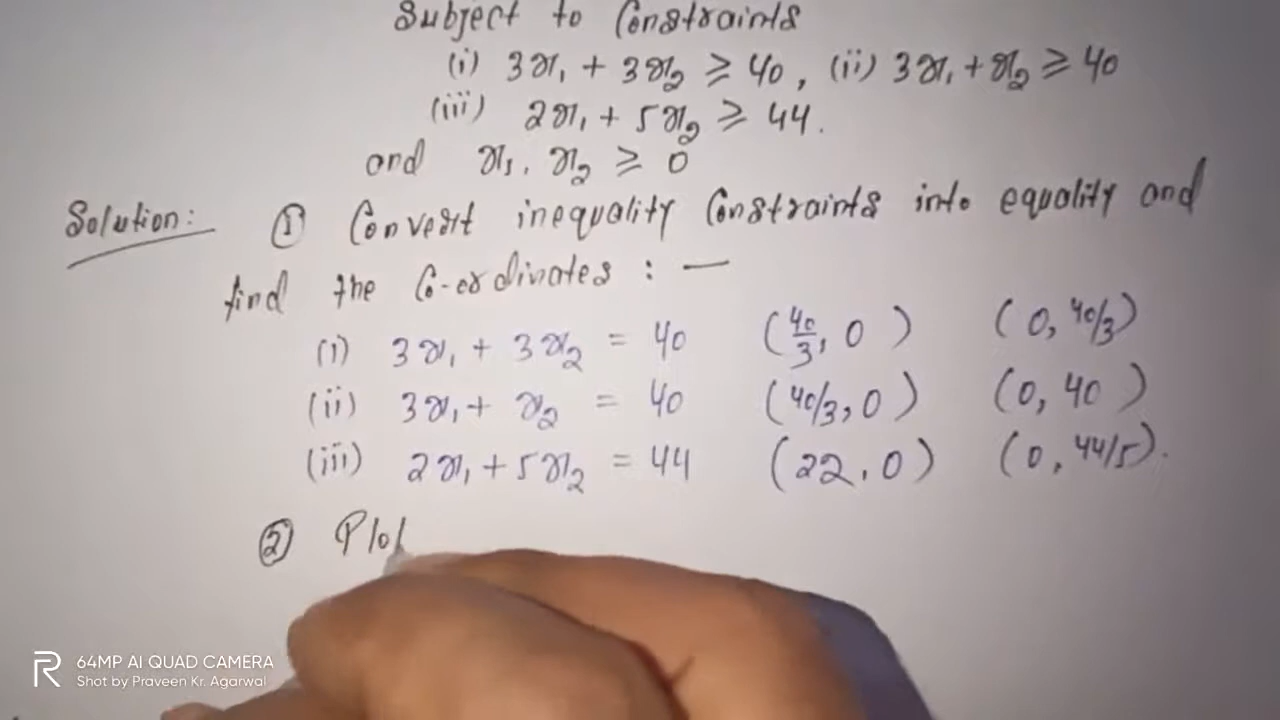 Subject to Constraints
(i) 3x₁ + 3x₂ ≥ 40, (ii) 3x₁ + x₂ ≥ 40
(iii) 2x₁ + 5x₂ ≥ 44.
and x₁, x₂ ≥ 0
Solution: ① Convert inequality Constraints into equality and
find the Co-ordinates : —
(i) 3x₁ + 3x₂ = 40 (40/3, 0) (0, 40/3)
(ii) 3x₁ + x₂ = 40 (40/3, 0) (0, 40)
(iii) 2x₁ + 5x₂ = 44 (22, 0) (0, 44/5).
② Plot
64MP AI QUAD CAMERA
Shot by Praveen Kr. Agarwal